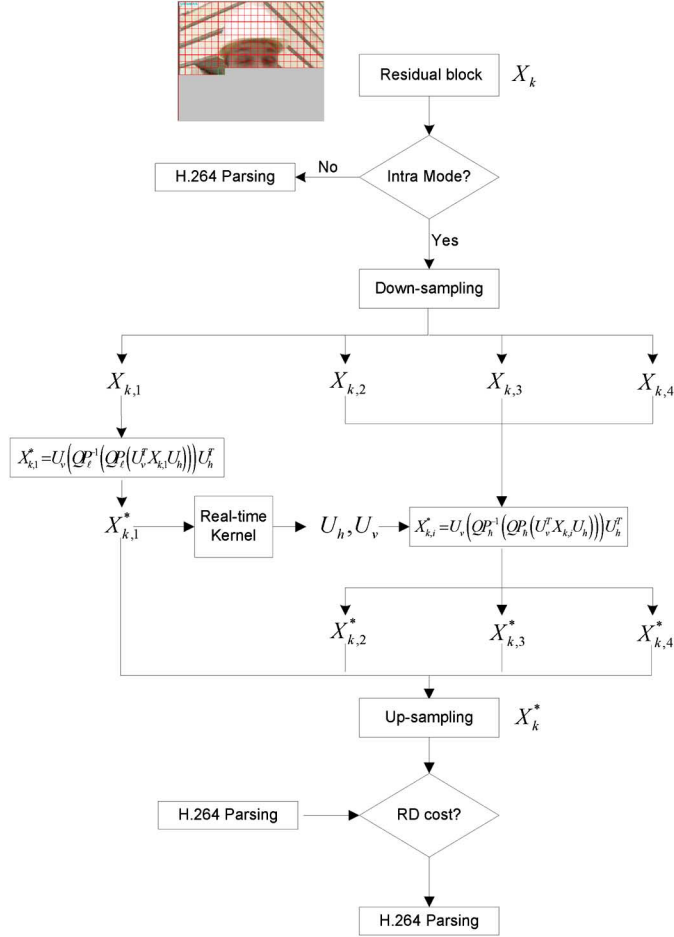 Residual block X_k
Intra Mode?
No
H.264 Parsing
Yes
Down-sampling
X_{k,1} X_{k,2} X_{k,3} X_{k,4}
X^*_{k,1}=U_v(QP_ℓ^{-1}(QP_ℓ(U_v^T X_{k,1}U_h)))U_h^T
X^*_{k,1}
Real-time
Kernel
U_h,U_v
X^*_{k,i}=U_v(QP_h^{-1}(QP_h(U_v^T X_{k,i}U_h)))U_h^T
X^*_{k,2} X^*_{k,3} X^*_{k,4}
Up-sampling X^*_k
H.264 Parsing
RD cost?
H.264 Parsing